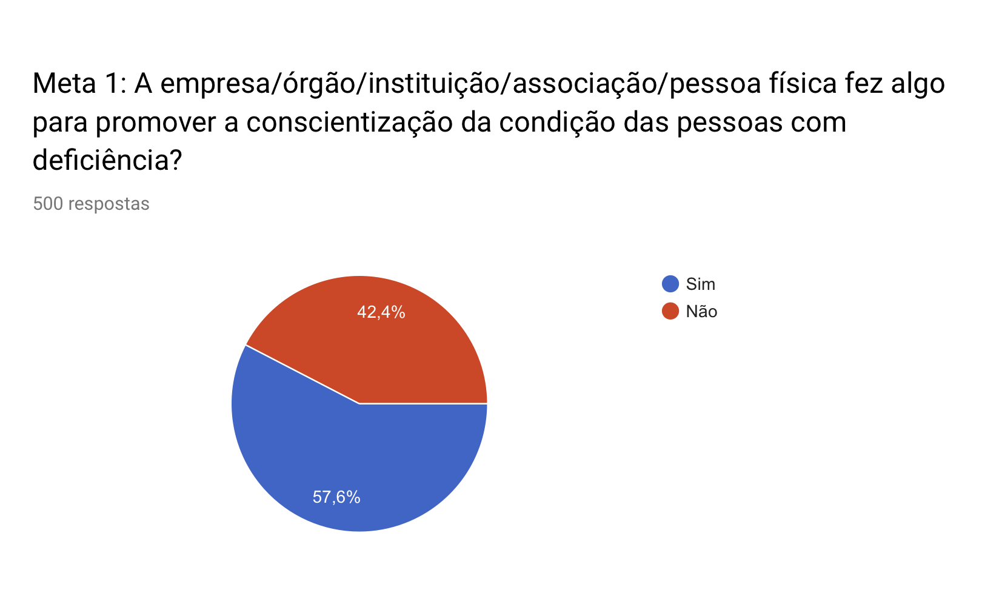 Meta 1: A empresa/órgão/instituição/associação/pessoa física fez algo
para promover a conscientização da condição das pessoas com
deficiência?
500 respostas
Sim
Não
42,4%
57,6%